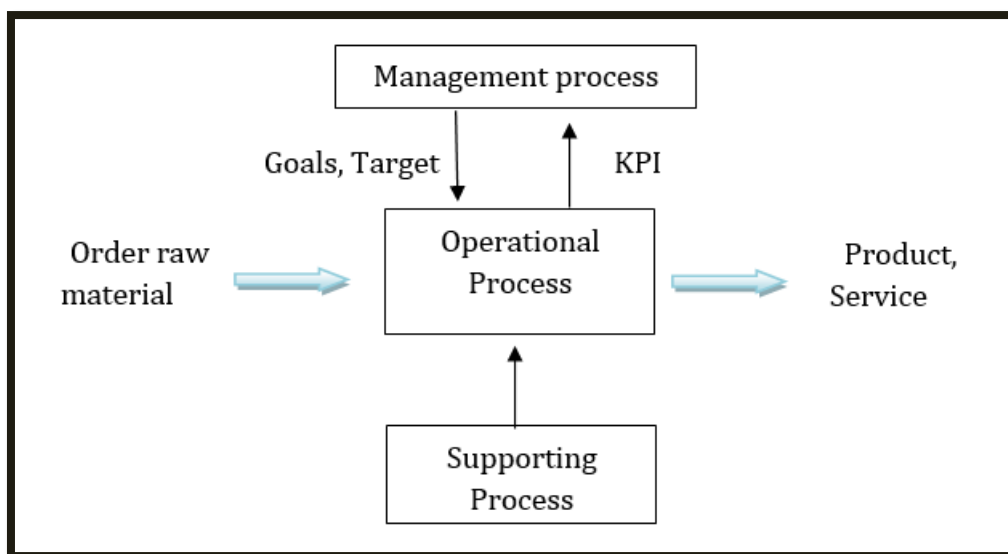 Management process
Goals, Target
KPI
Operational
Process
Order raw
material
Product,
Service
Supporting
Process